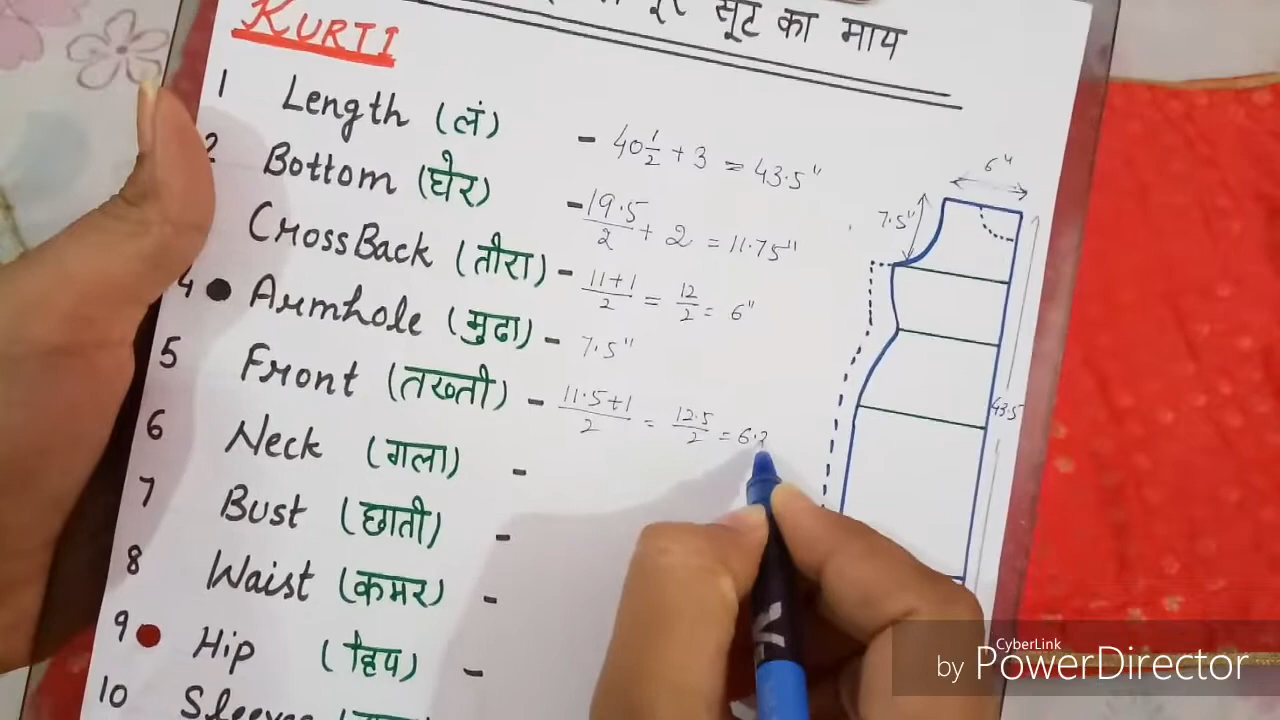 सूट का माप
KURTI
1 Length (लं) - 40 1/2 + 3 = 43.5"
2 Bottom (घेर) - 19.5/2 + 2 = 11.75"
CrossBack (तीरा) - 11+1/2 = 12/2 = 6"
4 Armhole (मुढा) - 7.5"
5 Front (तख्ती) - 11.5+1/2 = 12.5/2 = 6.2
6 Neck (गला) -
7 Bust (छाती) -
8 Waist (कमर) -
9 Hip (हिप) -
10
6"
7.5"
43.5
CyberLink
by PowerDirector